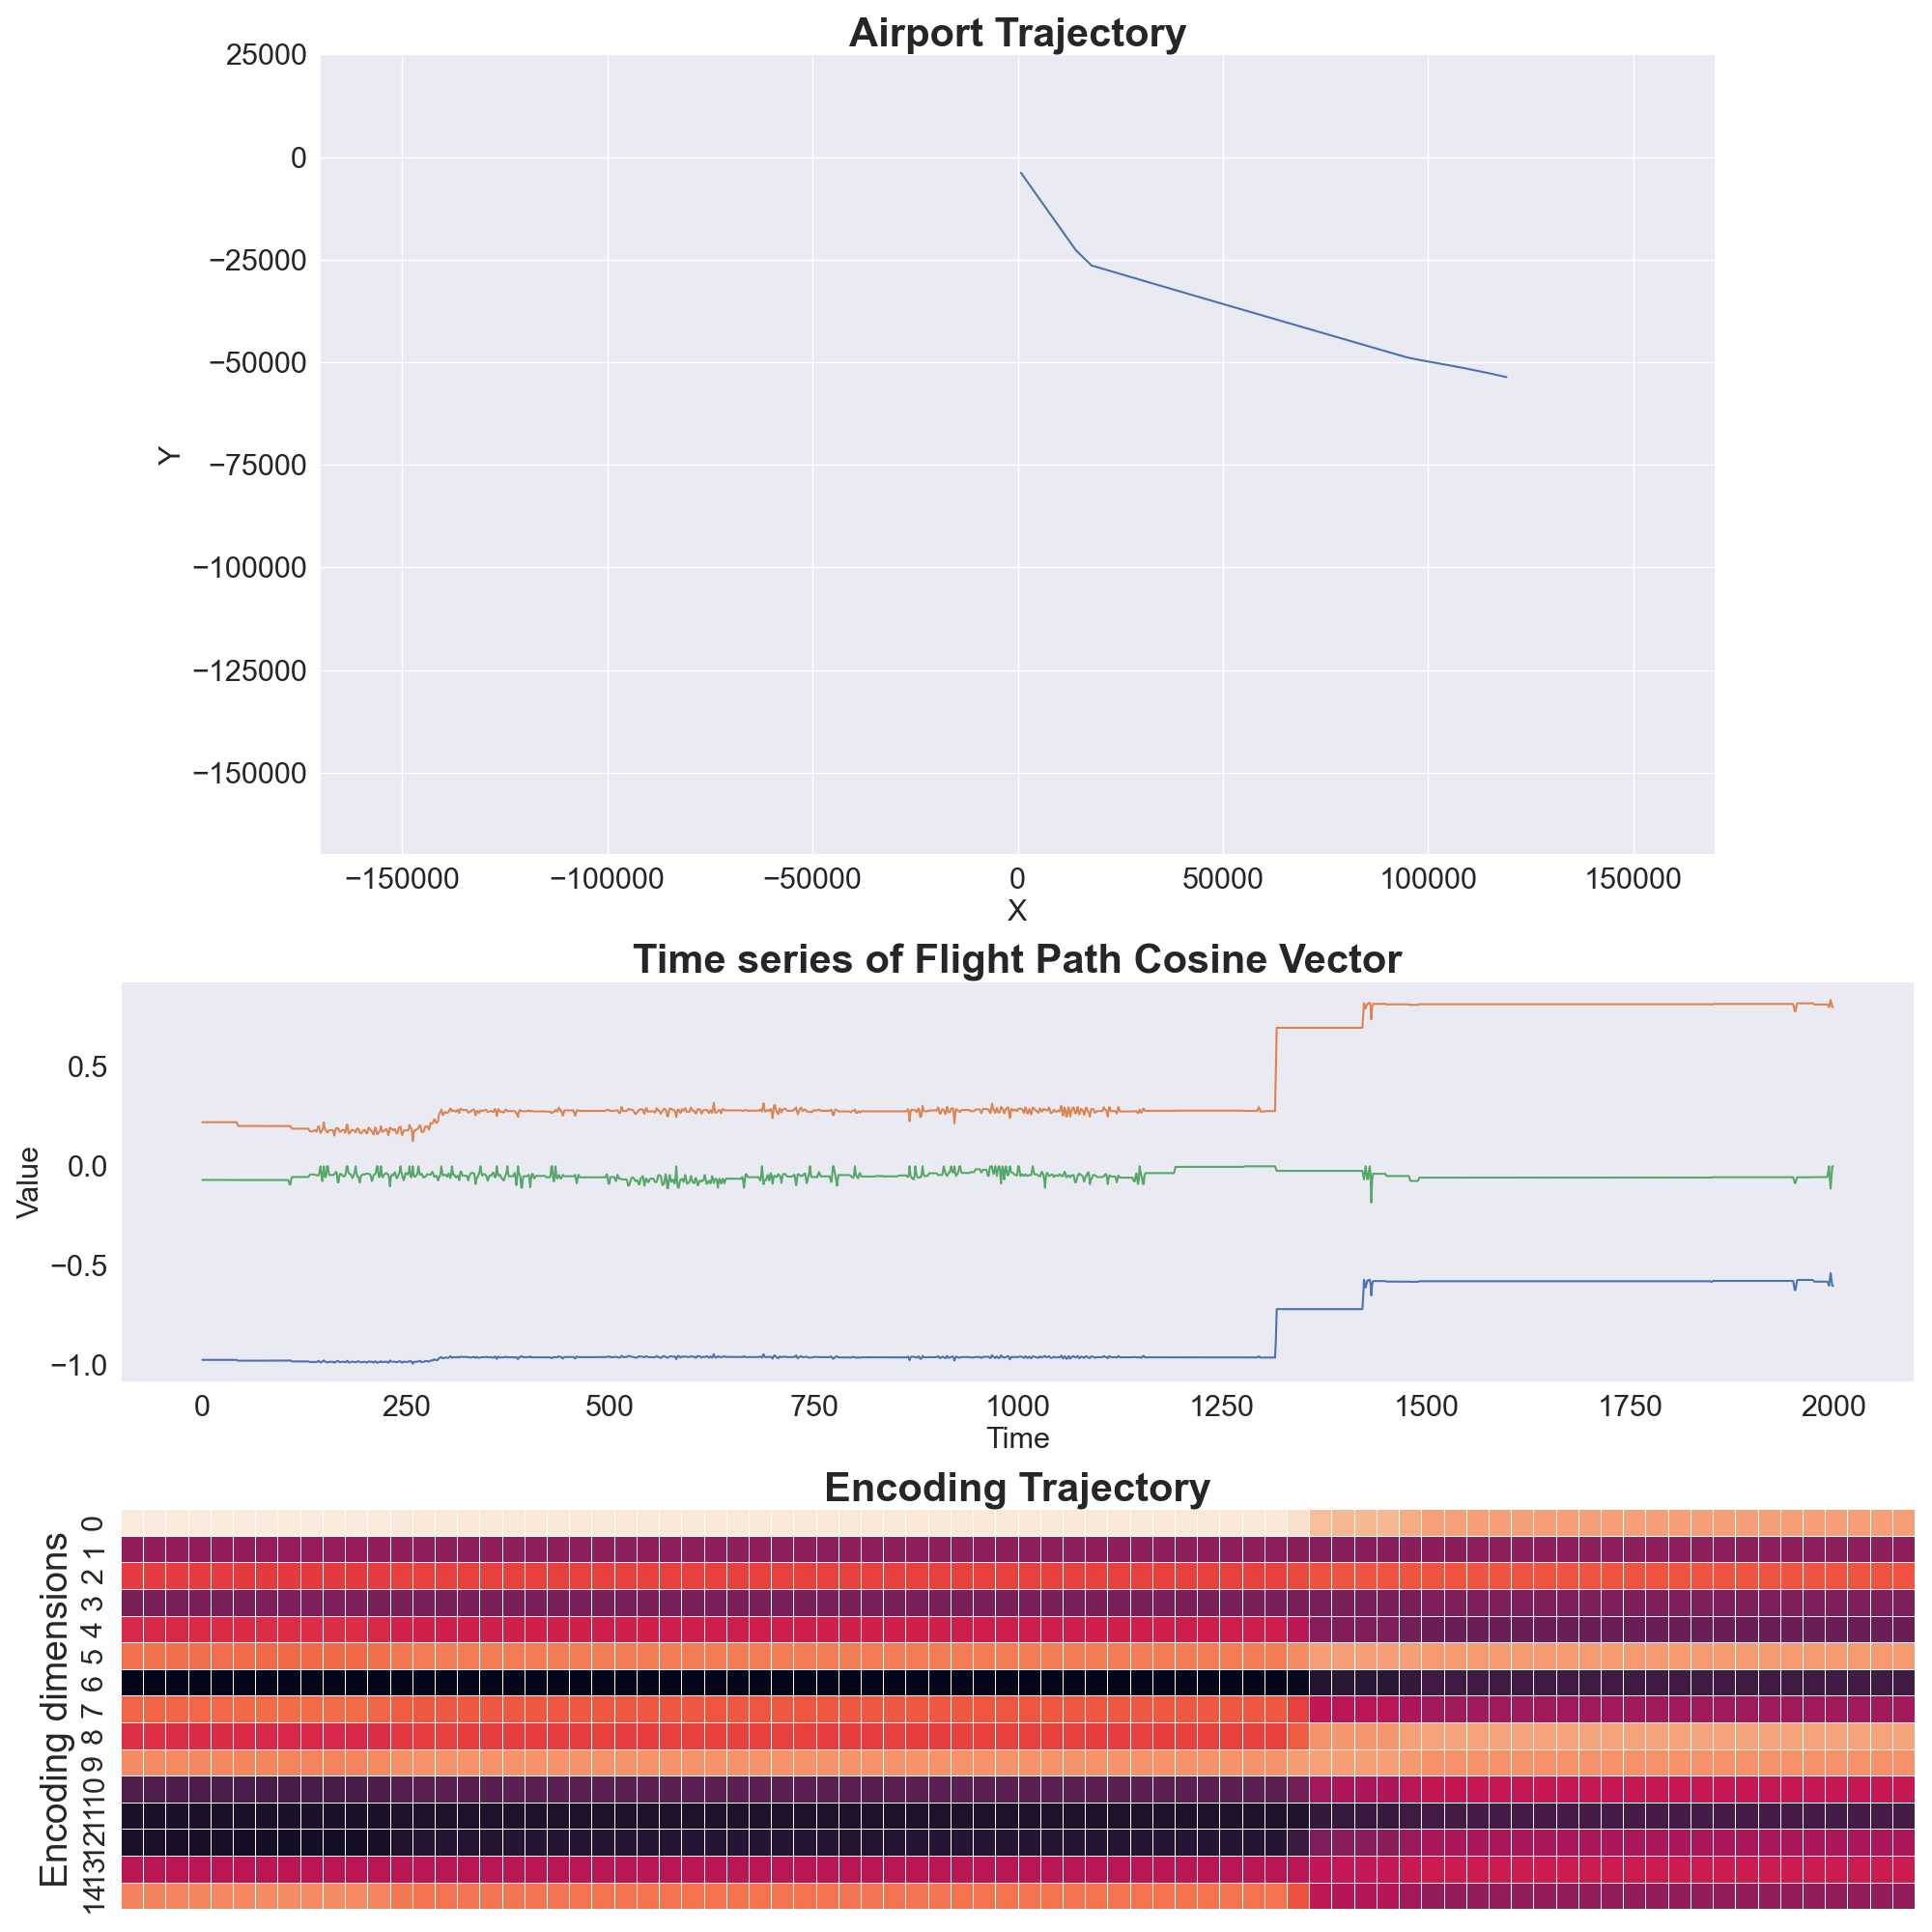 Airport Trajectory
25000
0
−25000
−50000
−75000
−100000
−125000
−150000
Y
−150000 −100000 −50000 0 50000 100000 150000
X
Time series of Flight Path Cosine Vector
0.5
0.0
−0.5
−1.0
Value
0 250 500 750 1000 1250 1500 1750 2000
Time
Encoding Trajectory
0
1
2
3
4
5
6
7
8
9
10
11
12
13
14
Encoding dimensions